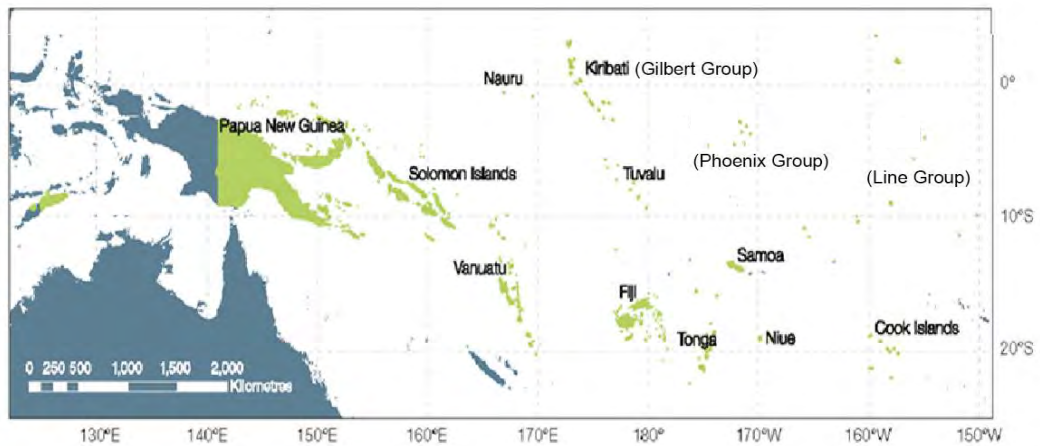 Kiribati (Gilbert Group)
Nauru
0°
Papua New Guinea
(Phoenix Group)
Solomon Islands
Tuvalu
(Line Group)
10°S
Samoa
Vanuatu
Fiji
Cook Islands
Tonga
Niue
20°S
0 250 500 1,000 1,500 2,000
Kilometres
130°E 140°E 150°E 160°E 170°E 180° 170°W 160°W 150°W